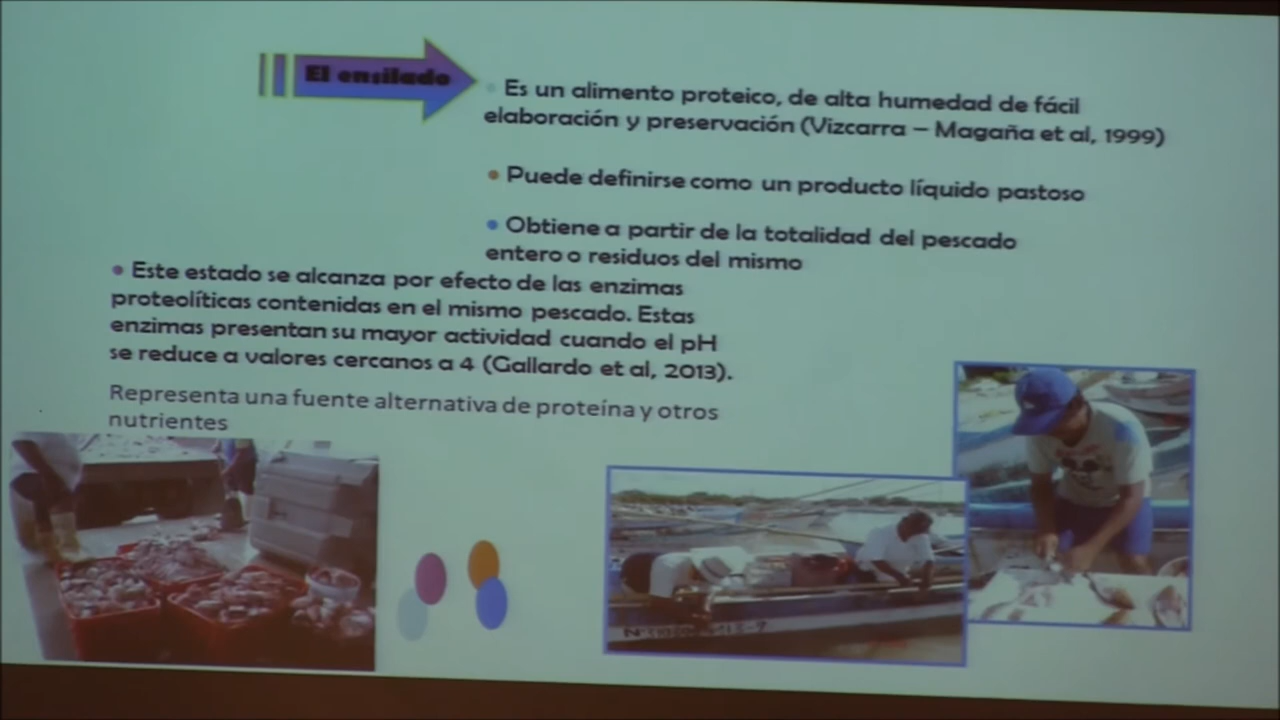 El ensilado
Es un alimento proteico, de alta humedad de fácil
elaboración y preservación (Vizcarra – Magaña et al, 1999)
• Puede definirse como un producto líquido pastoso
• Obtiene a partir de la totalidad del pescado
entero o residuos del mismo
• Este estado se alcanza por efecto de las enzimas
proteolíticas contenidas en el mismo pescado. Estas
enzimas presentan su mayor actividad cuando el pH
se reduce a valores cercanos a 4 (Gallardo et al, 2013).
Representa una fuente alternativa de proteína y otros
nutrientes